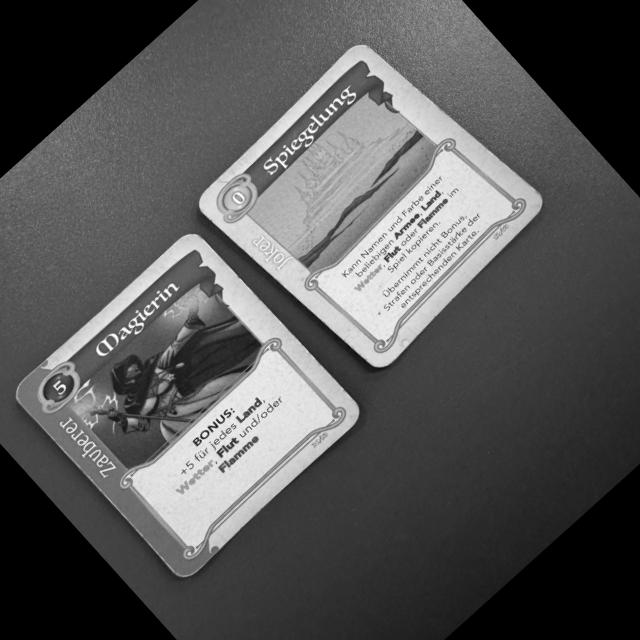 Spiegelung
0
Joker
Kann Namen und Farbe einer
beliebigen Armee, Land,
Wetter, Flut oder Flamme im
Spiel kopieren.
Übernimmt nicht Bonus,
Strafen oder Basisstärke der
entsprechenden Karte.
Magierin
5
Zauberer
BONUS:
+5 für jedes Land,
Wetter, Flut und/oder
Flamme